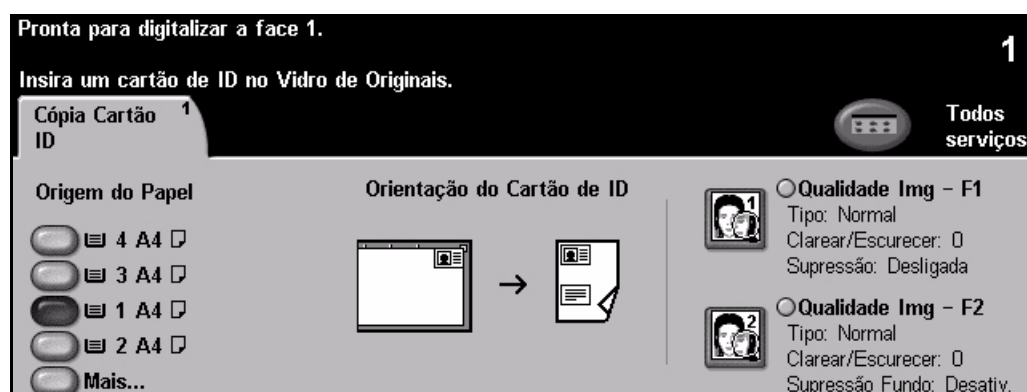 Pronta para digitalizar a face 1.
1
Insira um cartão de ID no Vidro de Originais.
Cópia Cartão 1
ID
Todos
serviços
Origem do Papel
4 A4
3 A4
1 A4
2 A4
Mais...
Orientação do Cartão de ID
1
Qualidade Img - F1
Tipo: Normal
Clarear/Escurecer: 0
Supressão: Desligada
2
Qualidade Img - F2
Tipo: Normal
Clarear/Escurecer: 0
Supressão Fundo: Desativ.